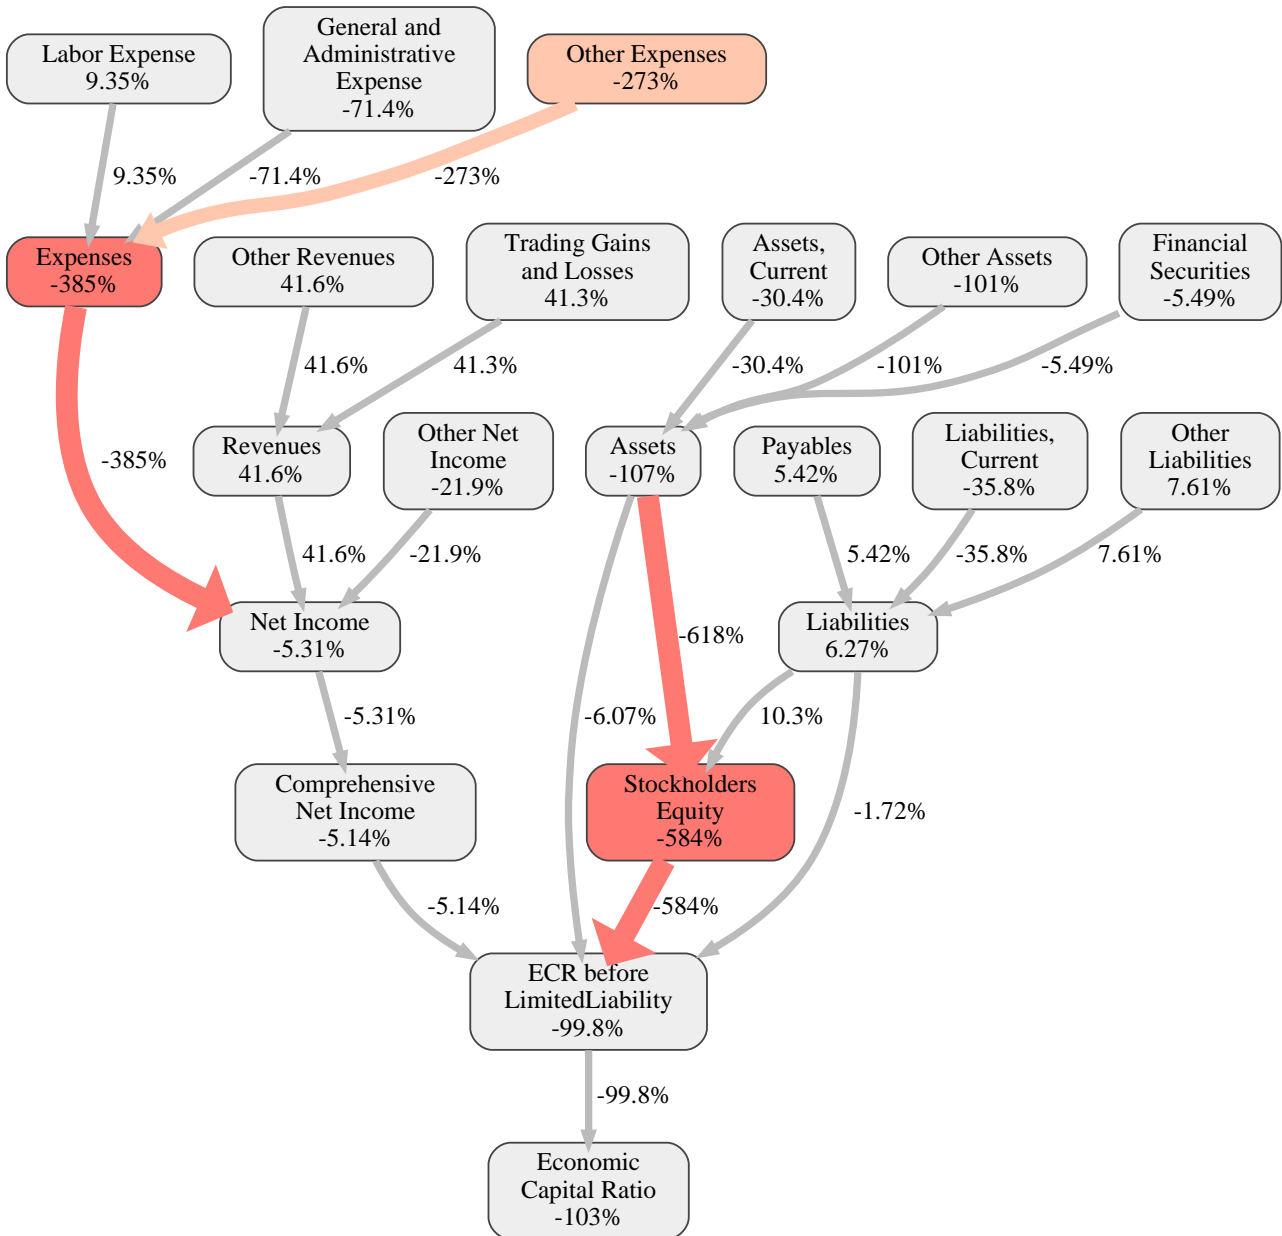 Labor Expense
9.35%
General and
Administrative
Expense
-71.4%
Other Expenses
-273%
9.35%
-71.4%
-273%
Expenses
-385%
Other Revenues
41.6%
Trading Gains
and Losses
41.3%
Assets,
Current
-30.4%
Other Assets
-101%
Financial
Securities
-5.49%
41.6%
41.3%
-30.4%
-101%
-5.49%
-385%
Revenues
41.6%
Other Net
Income
-21.9%
Assets
-107%
Payables
5.42%
Liabilities,
Current
-35.8%
Other
Liabilities
7.61%
41.6%
-21.9%
5.42%
-35.8%
7.61%
Net Income
-5.31%
-618%
Liabilities
6.27%
-5.31%
-6.07%
10.3%
Comprehensive
Net Income
-5.14%
Stockholders
Equity
-584%
-1.72%
-5.14%
-584%
ECR before
LimitedLiability
-99.8%
-99.8%
Economic
Capital Ratio
-103%